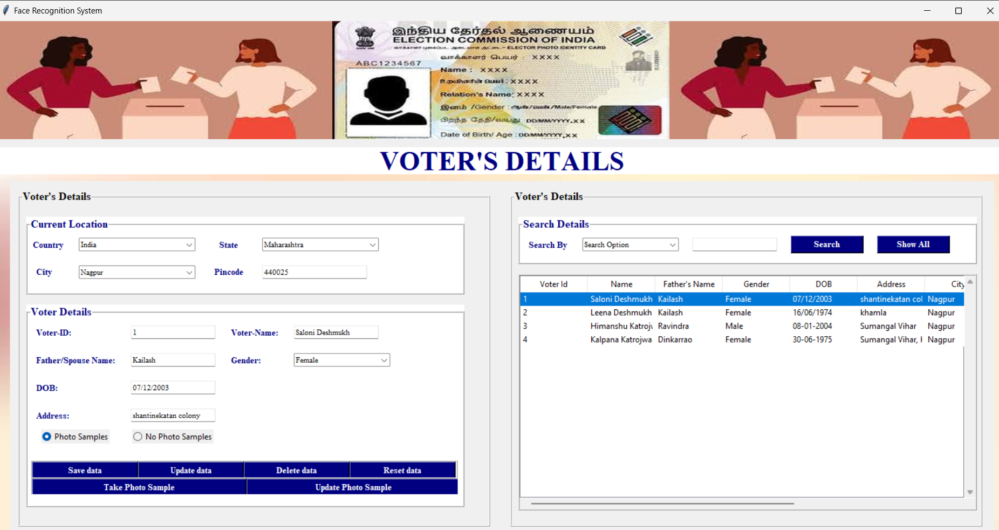 Face Recognition System
இந்திய தேர்தல் ஆணையம்
ELECTION COMMISSION OF INDIA
ELECTOR PHOTO IDENTITY CARD
வாக்காளர் பெயர் : XXXX
ABC1234567
Name : XXXX
XXXX
Relation's Name: XXXX
இனம் /Gender : /Male/Female
பிறந்த தேதி/வயது DD/MM/YYYY,XX
Date of Birth/ Age :DD/MM/YYYY,XX
VOTER'S DETAILS
Voter's Details
Current Location
Country India State Maharashtra
City Nagpur Pincode 440025
Voter Details
Voter-ID: 1 Voter-Name: Saloni Deshmukh
Father/Spouse Name: Kailash Gender: Female
DOB: 07/12/2003
Address: shantinekatan colony
Photo Samples No Photo Samples
Save data Update data Delete data Reset data
Take Photo Sample Update Photo Sample
Voter's Details
Search Details
Search By Search Option Search Show All
Voter Id Name Father's Name Gender DOB Address City
1 Saloni Deshmukh Kailash Female 07/12/2003 shantinekatan col Nagpur
2 Leena Deshmukh Kailash Female 16/06/1974 khamla Nagpur
3 Himanshu Katrojv Ravindra Male 08-01-2004 Sumangal Vihar Nagpur
4 Kalpana Katrojwa Dinkarrao Female 30-06-1975 Sumangal Vihar, Nagpur